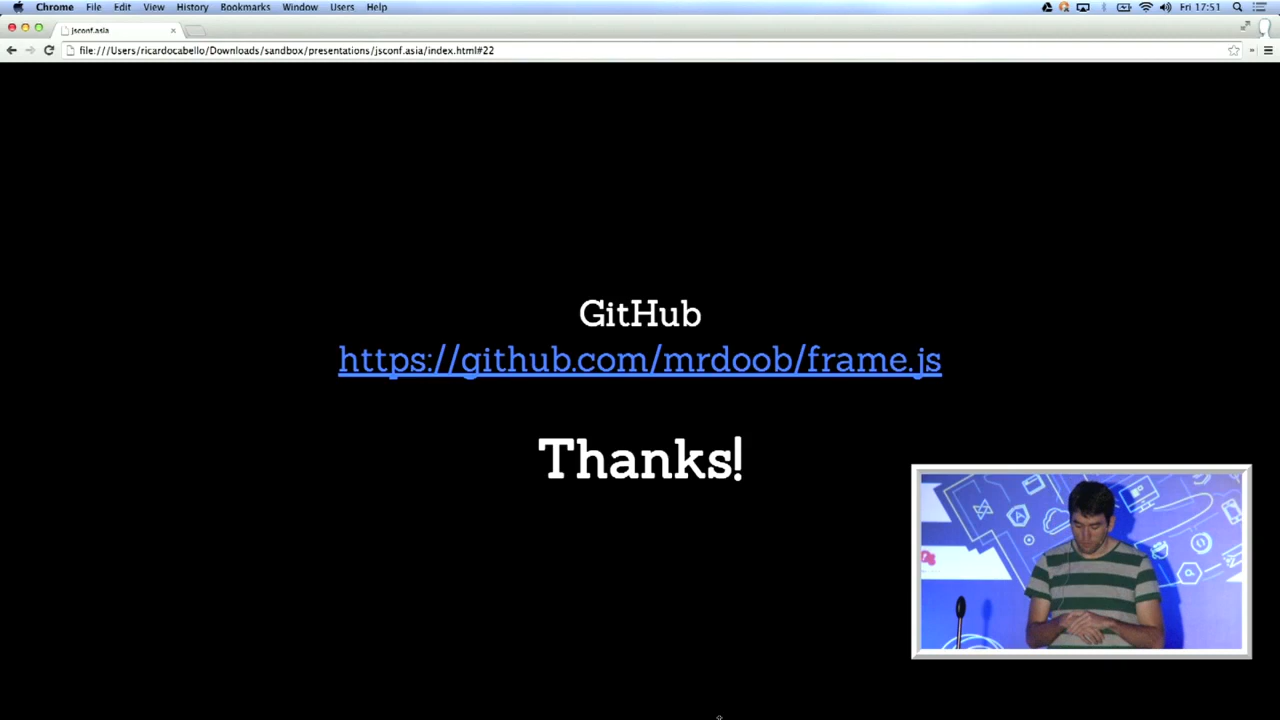 Chrome File Edit View History Bookmarks Window Users Help Fri 17:51
jsconf.asia
file:///Users/ricardocabello/Downloads/sandbox/presentations/jsconf.asia/index.html#22
GitHub
https://github.com/mrdoob/frame.js
Thanks!